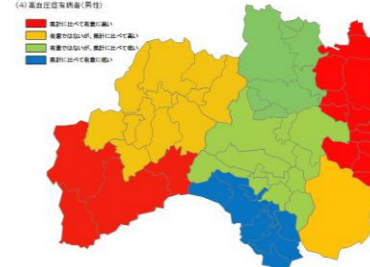 (4) 高血圧症有病者(男性)
県計に比べて有意に高い
有意ではないが、県計に比べて高い
有意ではないが、県計に比べて低い
県計に比べて有意に低い